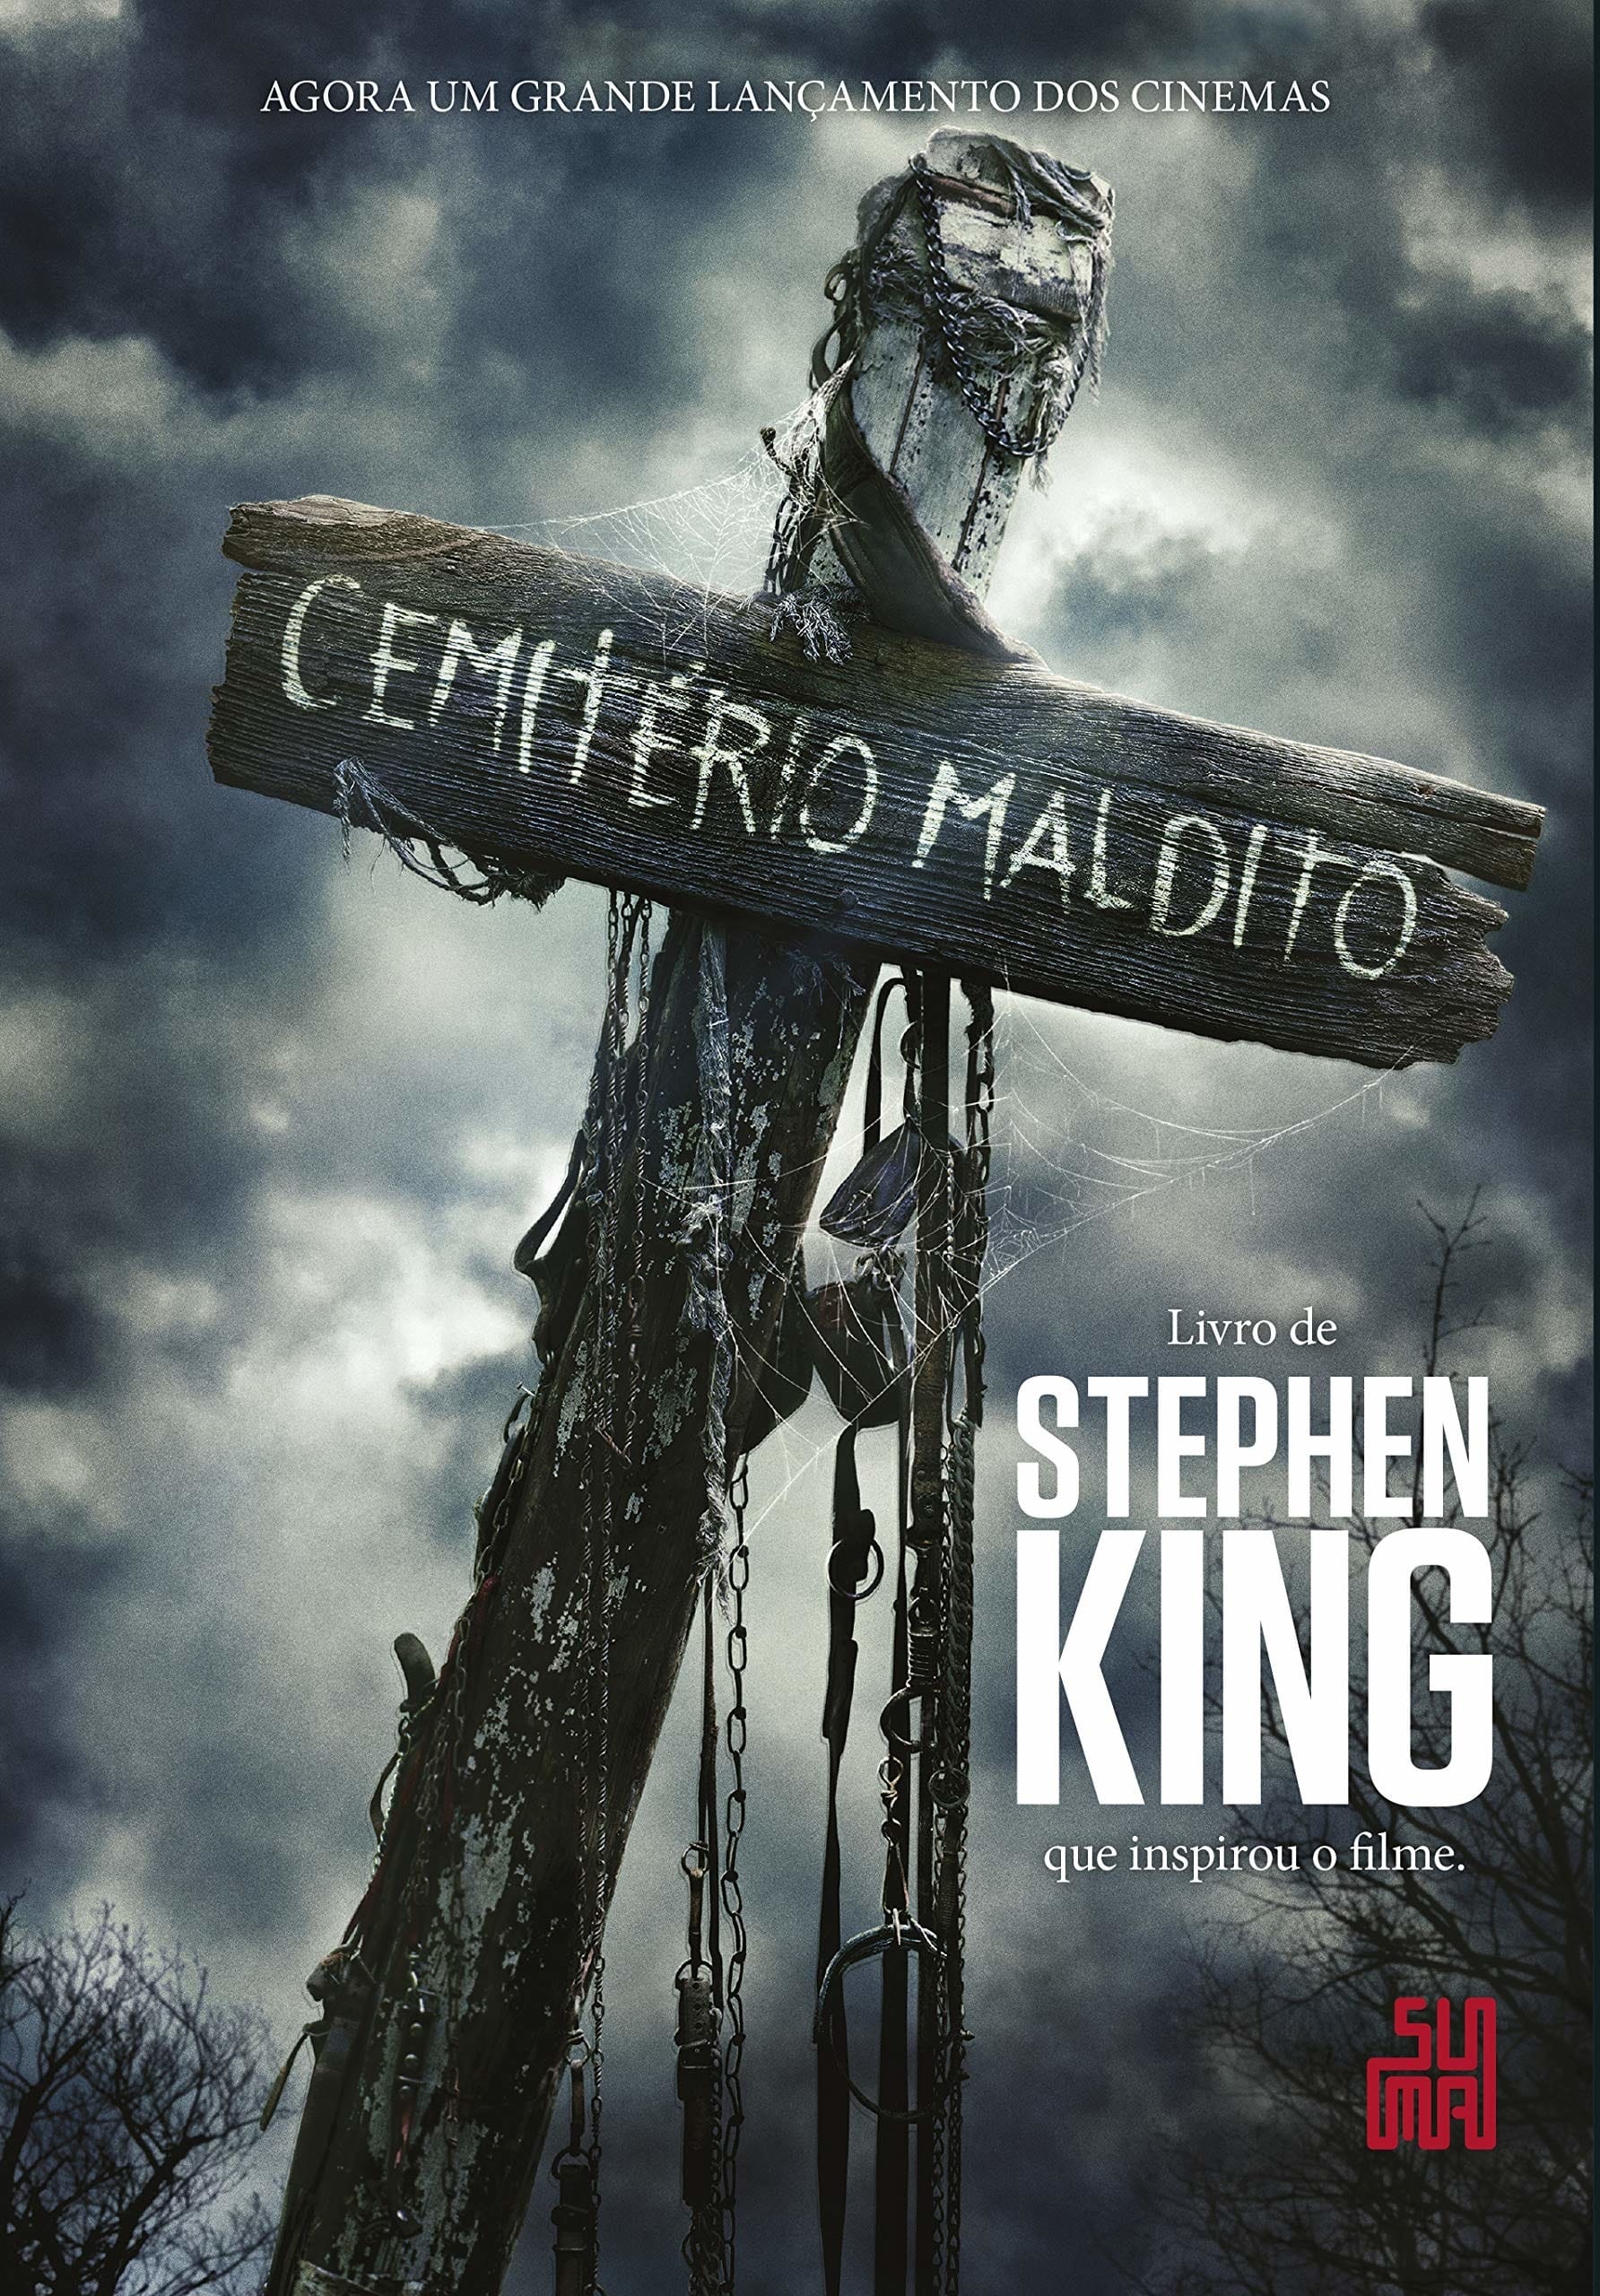 AGORA UM GRANDE LANÇAMENTO DOS CINEMAS
CEMITÉRIO MALDITO
Livro de
STEPHEN
KING
que inspirou o filme.
SUMA